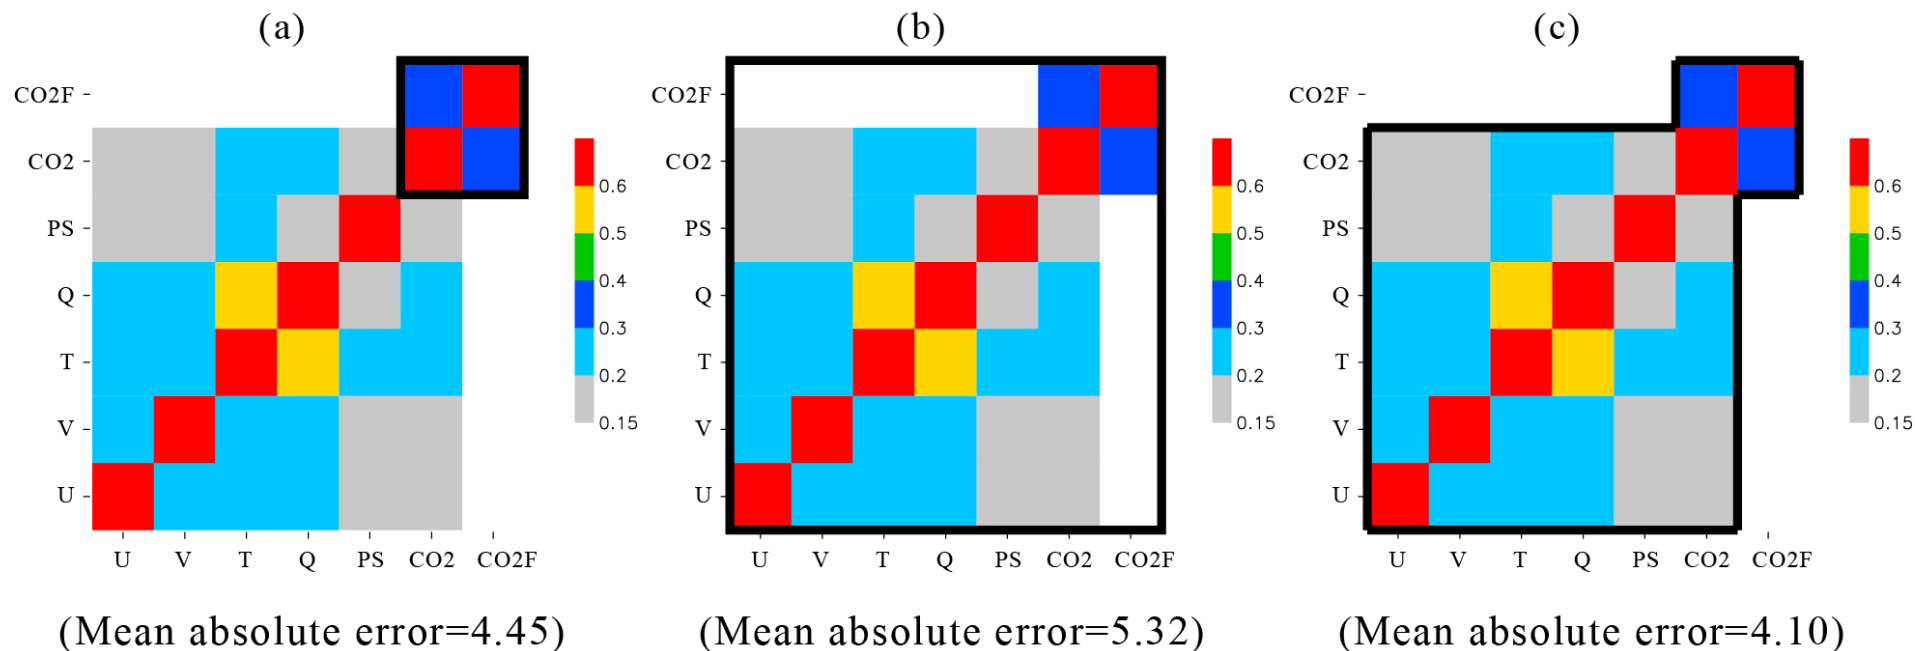 (a)
CO2F
CO2
PS
Q
T
V
U
U V T Q PS CO2 CO2F
0.6
0.5
0.4
0.3
0.2
0.15
(Mean absolute error=4.45)
(b)
CO2F
CO2
PS
Q
T
V
U
U V T Q PS CO2 CO2F
0.6
0.5
0.4
0.3
0.2
0.15
(Mean absolute error=5.32)
(c)
CO2F
CO2
PS
Q
T
V
U
U V T Q PS CO2 CO2F
0.6
0.5
0.4
0.3
0.2
0.15
(Mean absolute error=4.10)